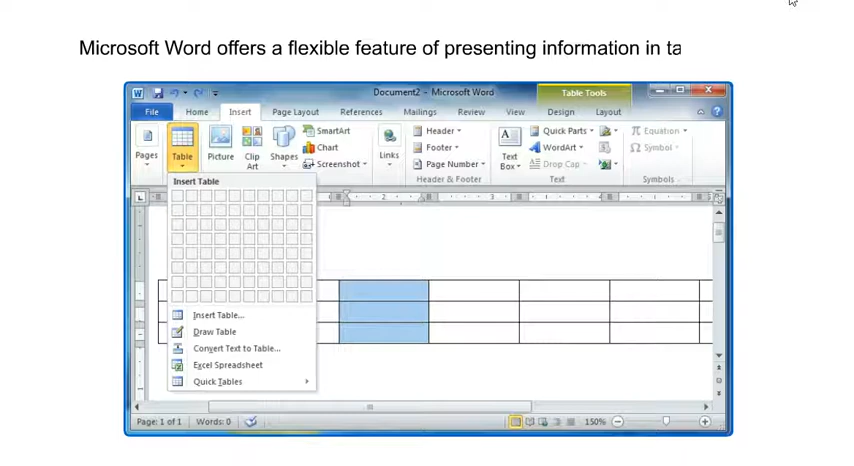 Microsoft Word offers a flexible feature of presenting information in ta
Document2 – Microsoft Word
Table Tools
File Home Insert Page Layout References Mailings Review View Design Layout
Pages
Table
Picture
Clip
Art
Shapes
SmartArt
Chart
Screenshot
Links
Header
Footer
Page Number
Header & Footer
Text
Box
Quick Parts
WordArt
Drop Cap
Text
Equation
Symbol
Symbols
Insert Table
Insert Table...
Draw Table
Convert Text to Table...
Excel Spreadsheet
Quick Tables
Page: 1 of 1 Words: 0 150%